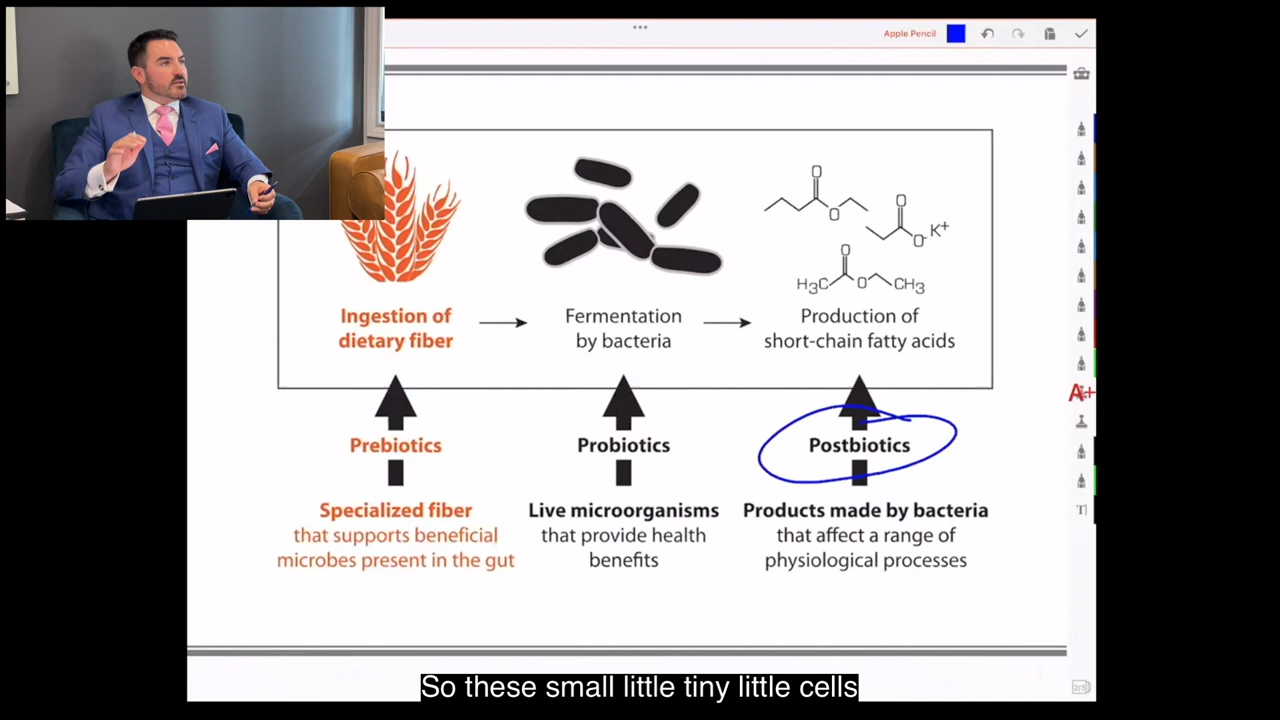 Apple Pencil
O
O
O
O
O- K+
O
H3C O CH3
Ingestion of
dietary fiber
Fermentation
by bacteria
Production of
short-chain fatty acids
Prebiotics
Probiotics
Postbiotics
A+
Specialized fiber
that supports beneficial
microbes present in the gut
Live microorganisms
that provide health
benefits
Products made by bacteria
that affect a range of
physiological processes
T
So these small little tiny little cells